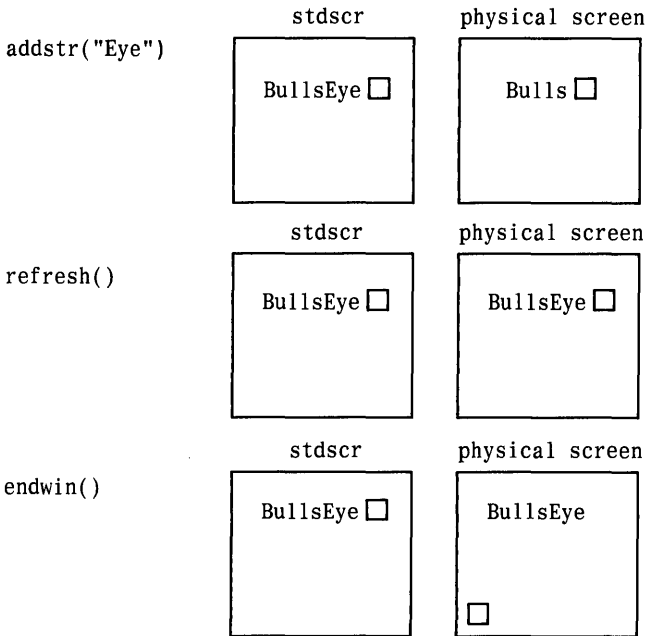 stdscr physical screen
addstr("Eye")
BullsEye Bulls
stdscr physical screen
refresh()
BullsEye BullsEye
stdscr physical screen
endwin()
BullsEye BullsEye